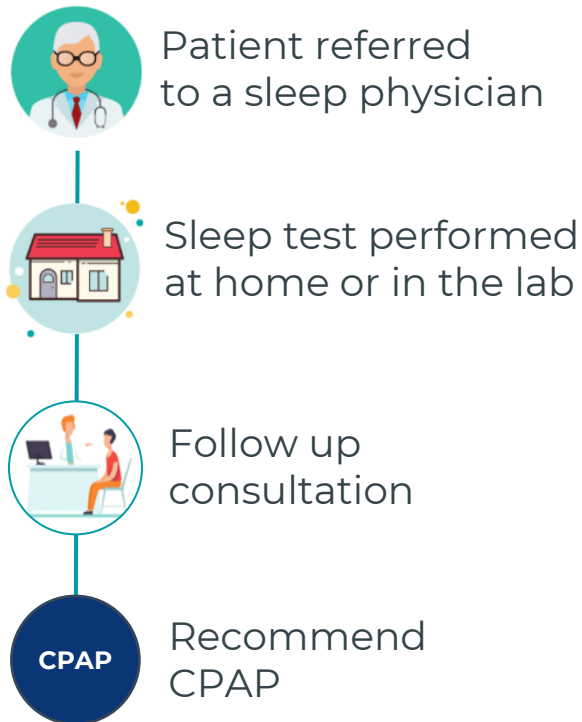 Patient referred
to a sleep physician
Sleep test performed
at home or in the lab
Follow up
consultation
CPAP
Recommend
CPAP